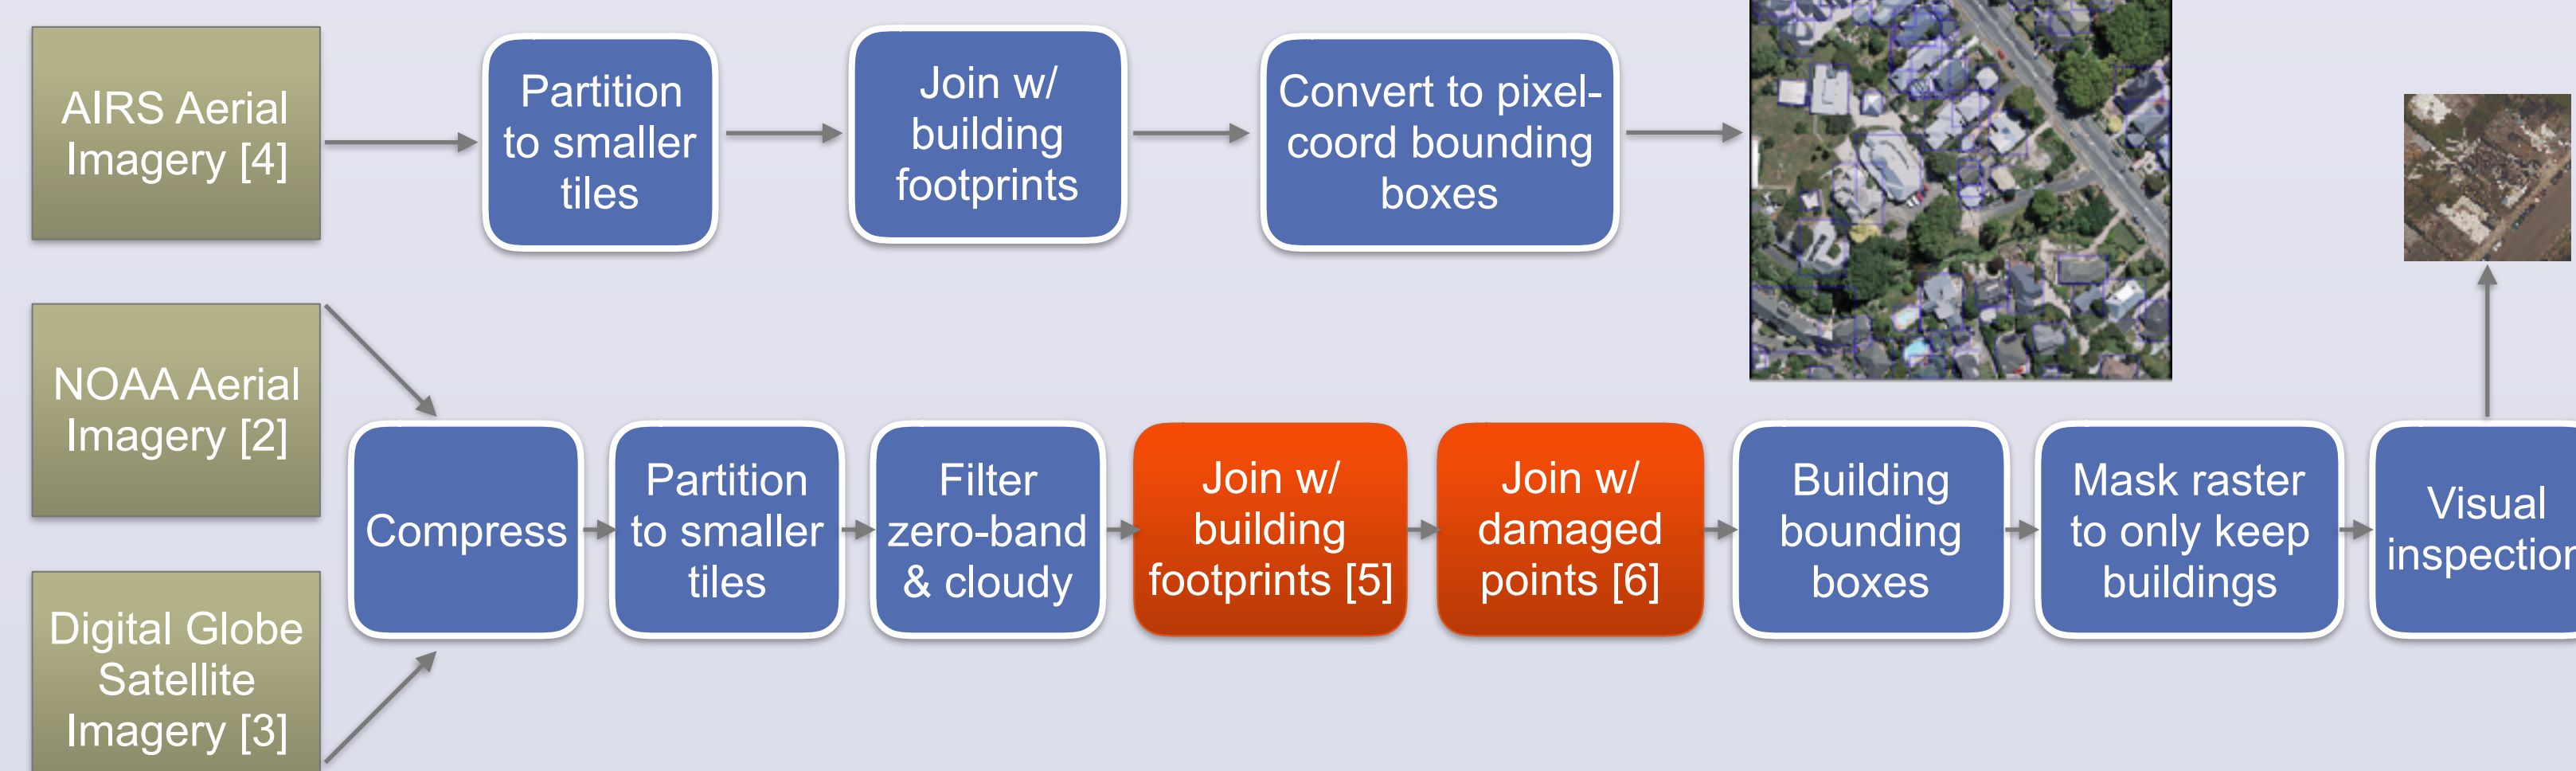 AIRS Aerial
Imagery [4]
Partition
to smaller
tiles
Join w/
building
footprints
Convert to pixel-
coord bounding
boxes
NOAA Aerial
Imagery [2]
Digital Globe
Satellite
Imagery [3]
Compress
Partition
to smaller
tiles
Filter
zero-band
& cloudy
Join w/
building
footprints [5]
Join w/
damaged
points [6]
Building
bounding
boxes
Mask raster
to only keep
buildings
Visual
inspection